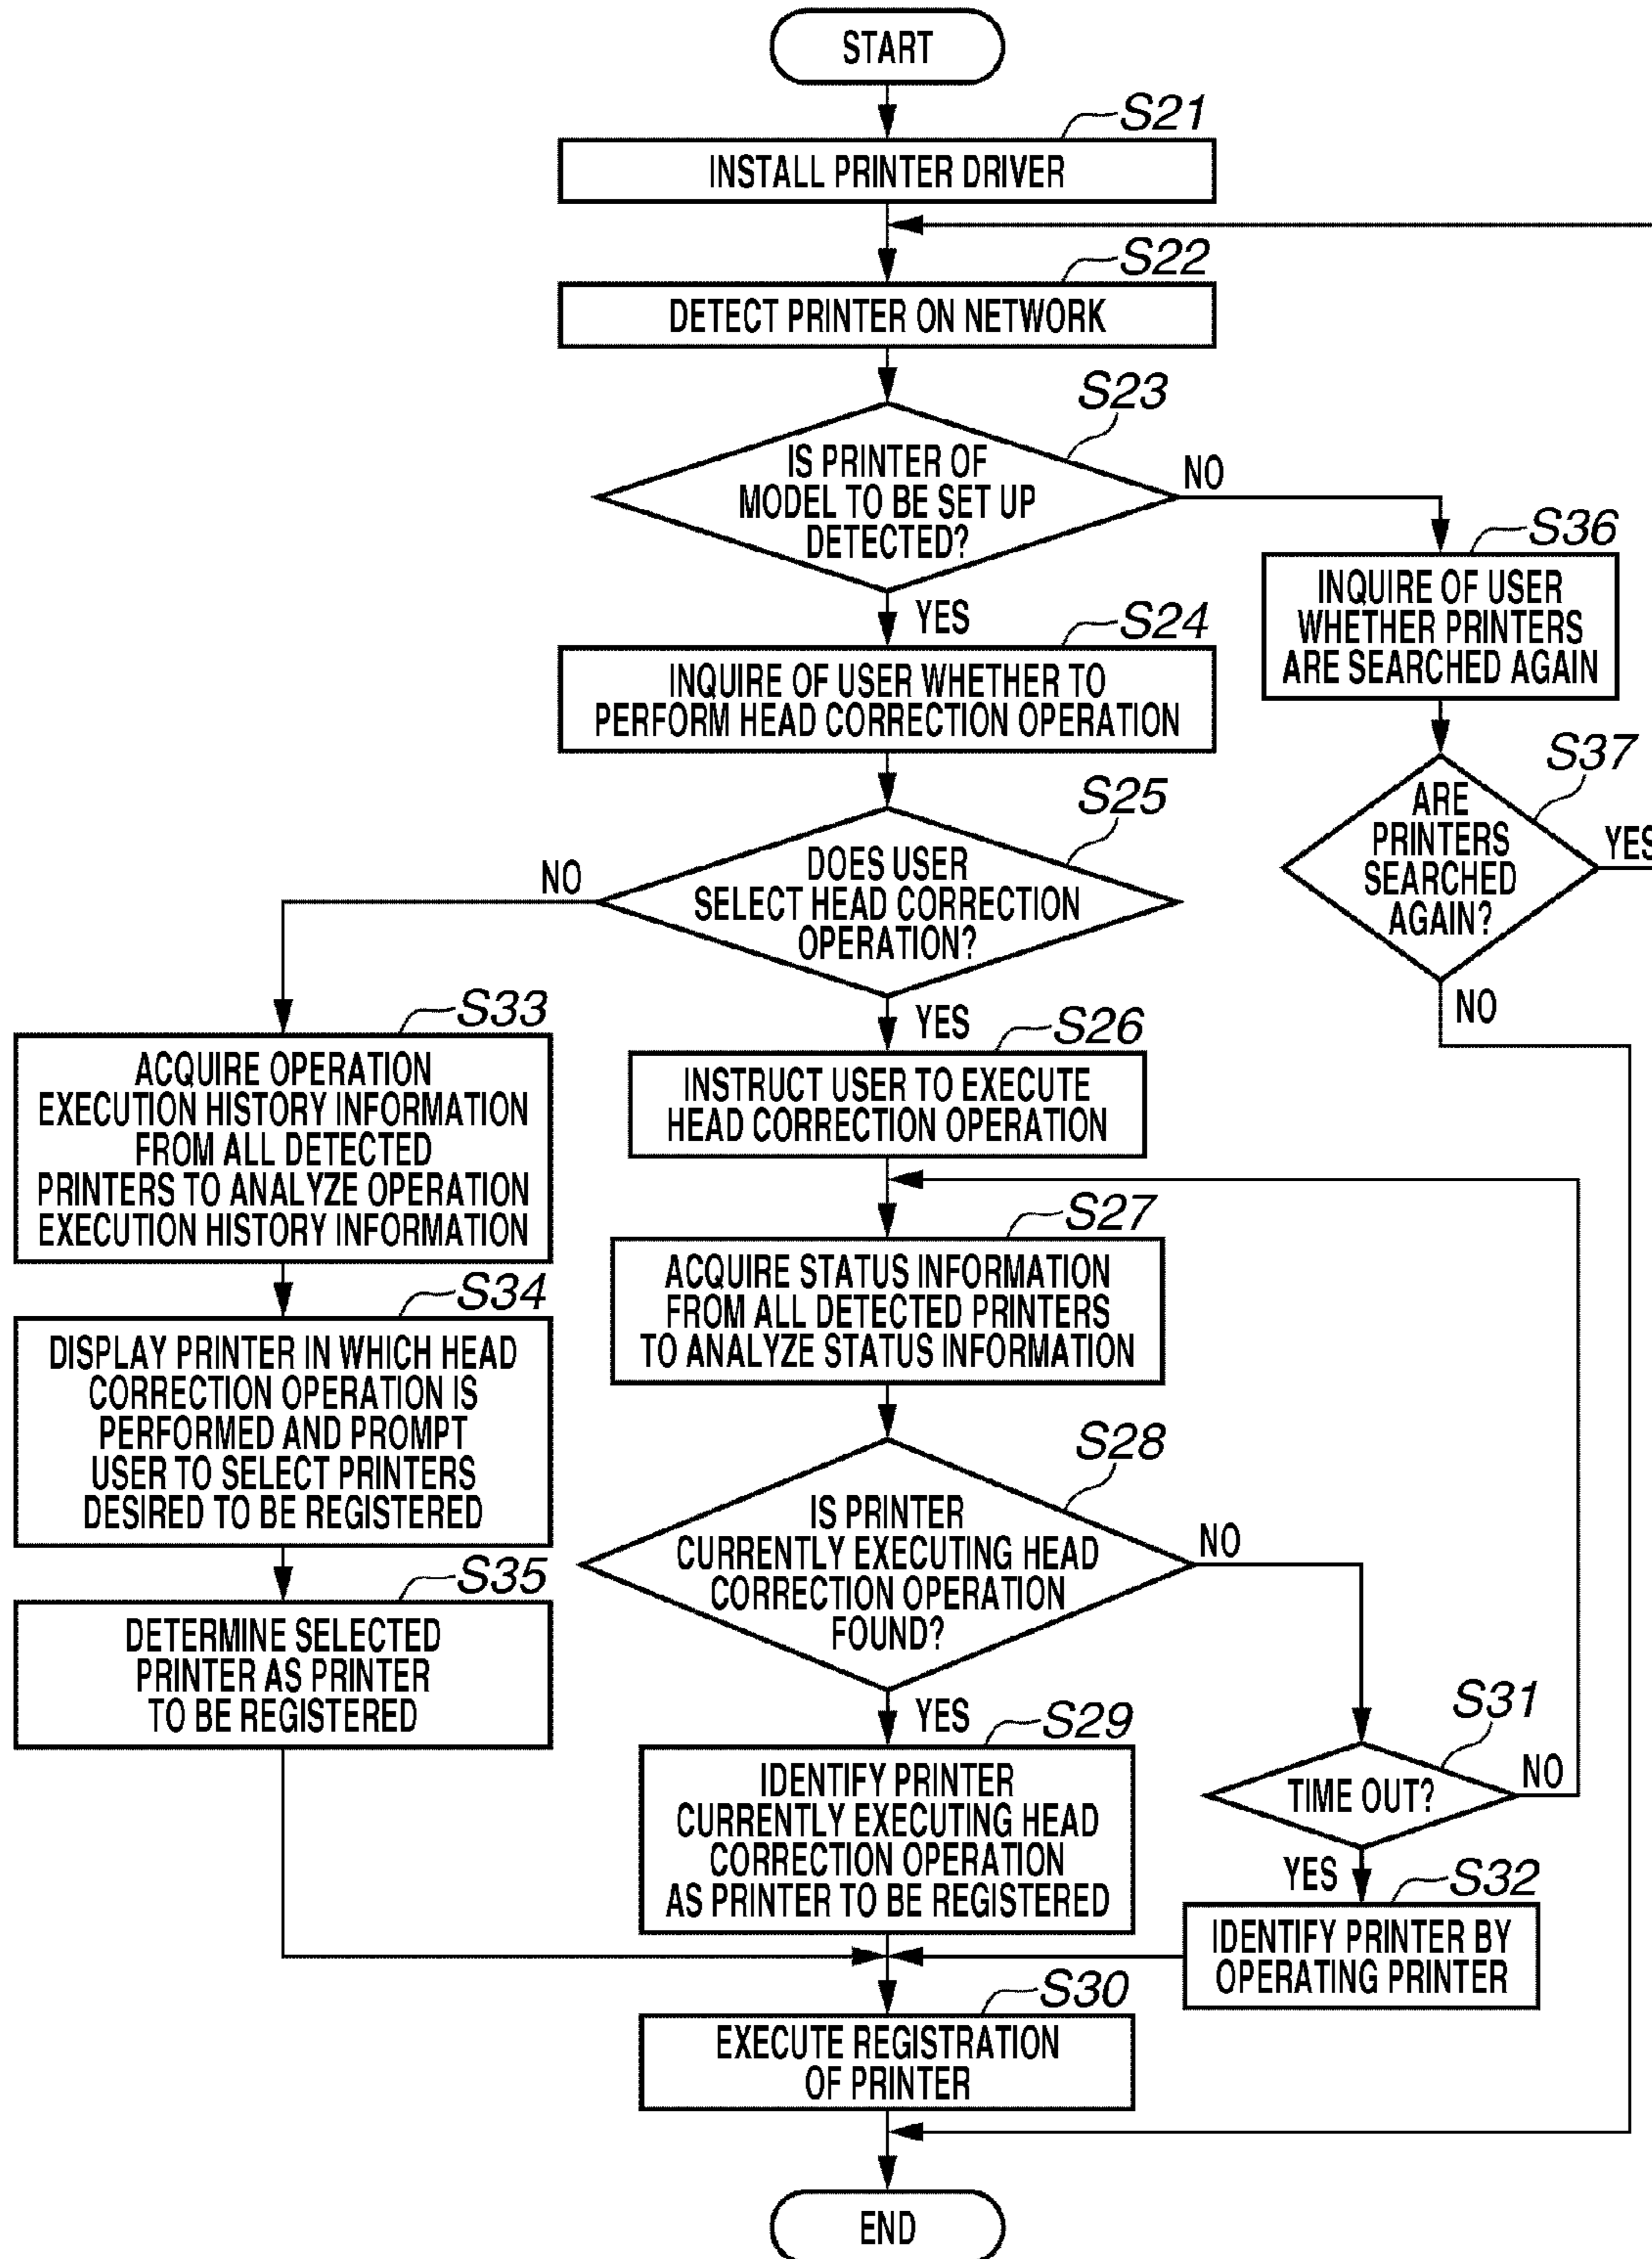 START
S21
INSTALL PRINTER DRIVER
S22
DETECT PRINTER ON NETWORK
S23
IS PRINTER OF
MODEL TO BE SET UP
DETECTED?
NO
YES
S36
INQUIRE OF USER
WHETHER PRINTERS
ARE SEARCHED AGAIN
S24
INQUIRE OF USER WHETHER TO
PERFORM HEAD CORRECTION OPERATION
S37
ARE
PRINTERS
SEARCHED
AGAIN?
YES
NO
S25
DOES USER
SELECT HEAD CORRECTION
OPERATION?
NO
YES
S33
ACQUIRE OPERATION
EXECUTION HISTORY INFORMATION
FROM ALL DETECTED
PRINTERS TO ANALYZE OPERATION
EXECUTION HISTORY INFORMATION
S26
INSTRUCT USER TO EXECUTE
HEAD CORRECTION OPERATION
S27
ACQUIRE STATUS INFORMATION
FROM ALL DETECTED PRINTERS
TO ANALYZE STATUS INFORMATION
S34
DISPLAY PRINTER IN WHICH HEAD
CORRECTION OPERATION IS
PERFORMED AND PROMPT
USER TO SELECT PRINTERS
DESIRED TO BE REGISTERED
S28
IS PRINTER
CURRENTLY EXECUTING HEAD
CORRECTION OPERATION
FOUND?
NO
YES
S35
DETERMINE SELECTED
PRINTER AS PRINTER
TO BE REGISTERED
S29
IDENTIFY PRINTER
CURRENTLY EXECUTING HEAD
CORRECTION OPERATION
AS PRINTER TO BE REGISTERED
S31
TIME OUT?
NO
YES
S32
IDENTIFY PRINTER BY
OPERATING PRINTER
S30
EXECUTE REGISTRATION
OF PRINTER
END